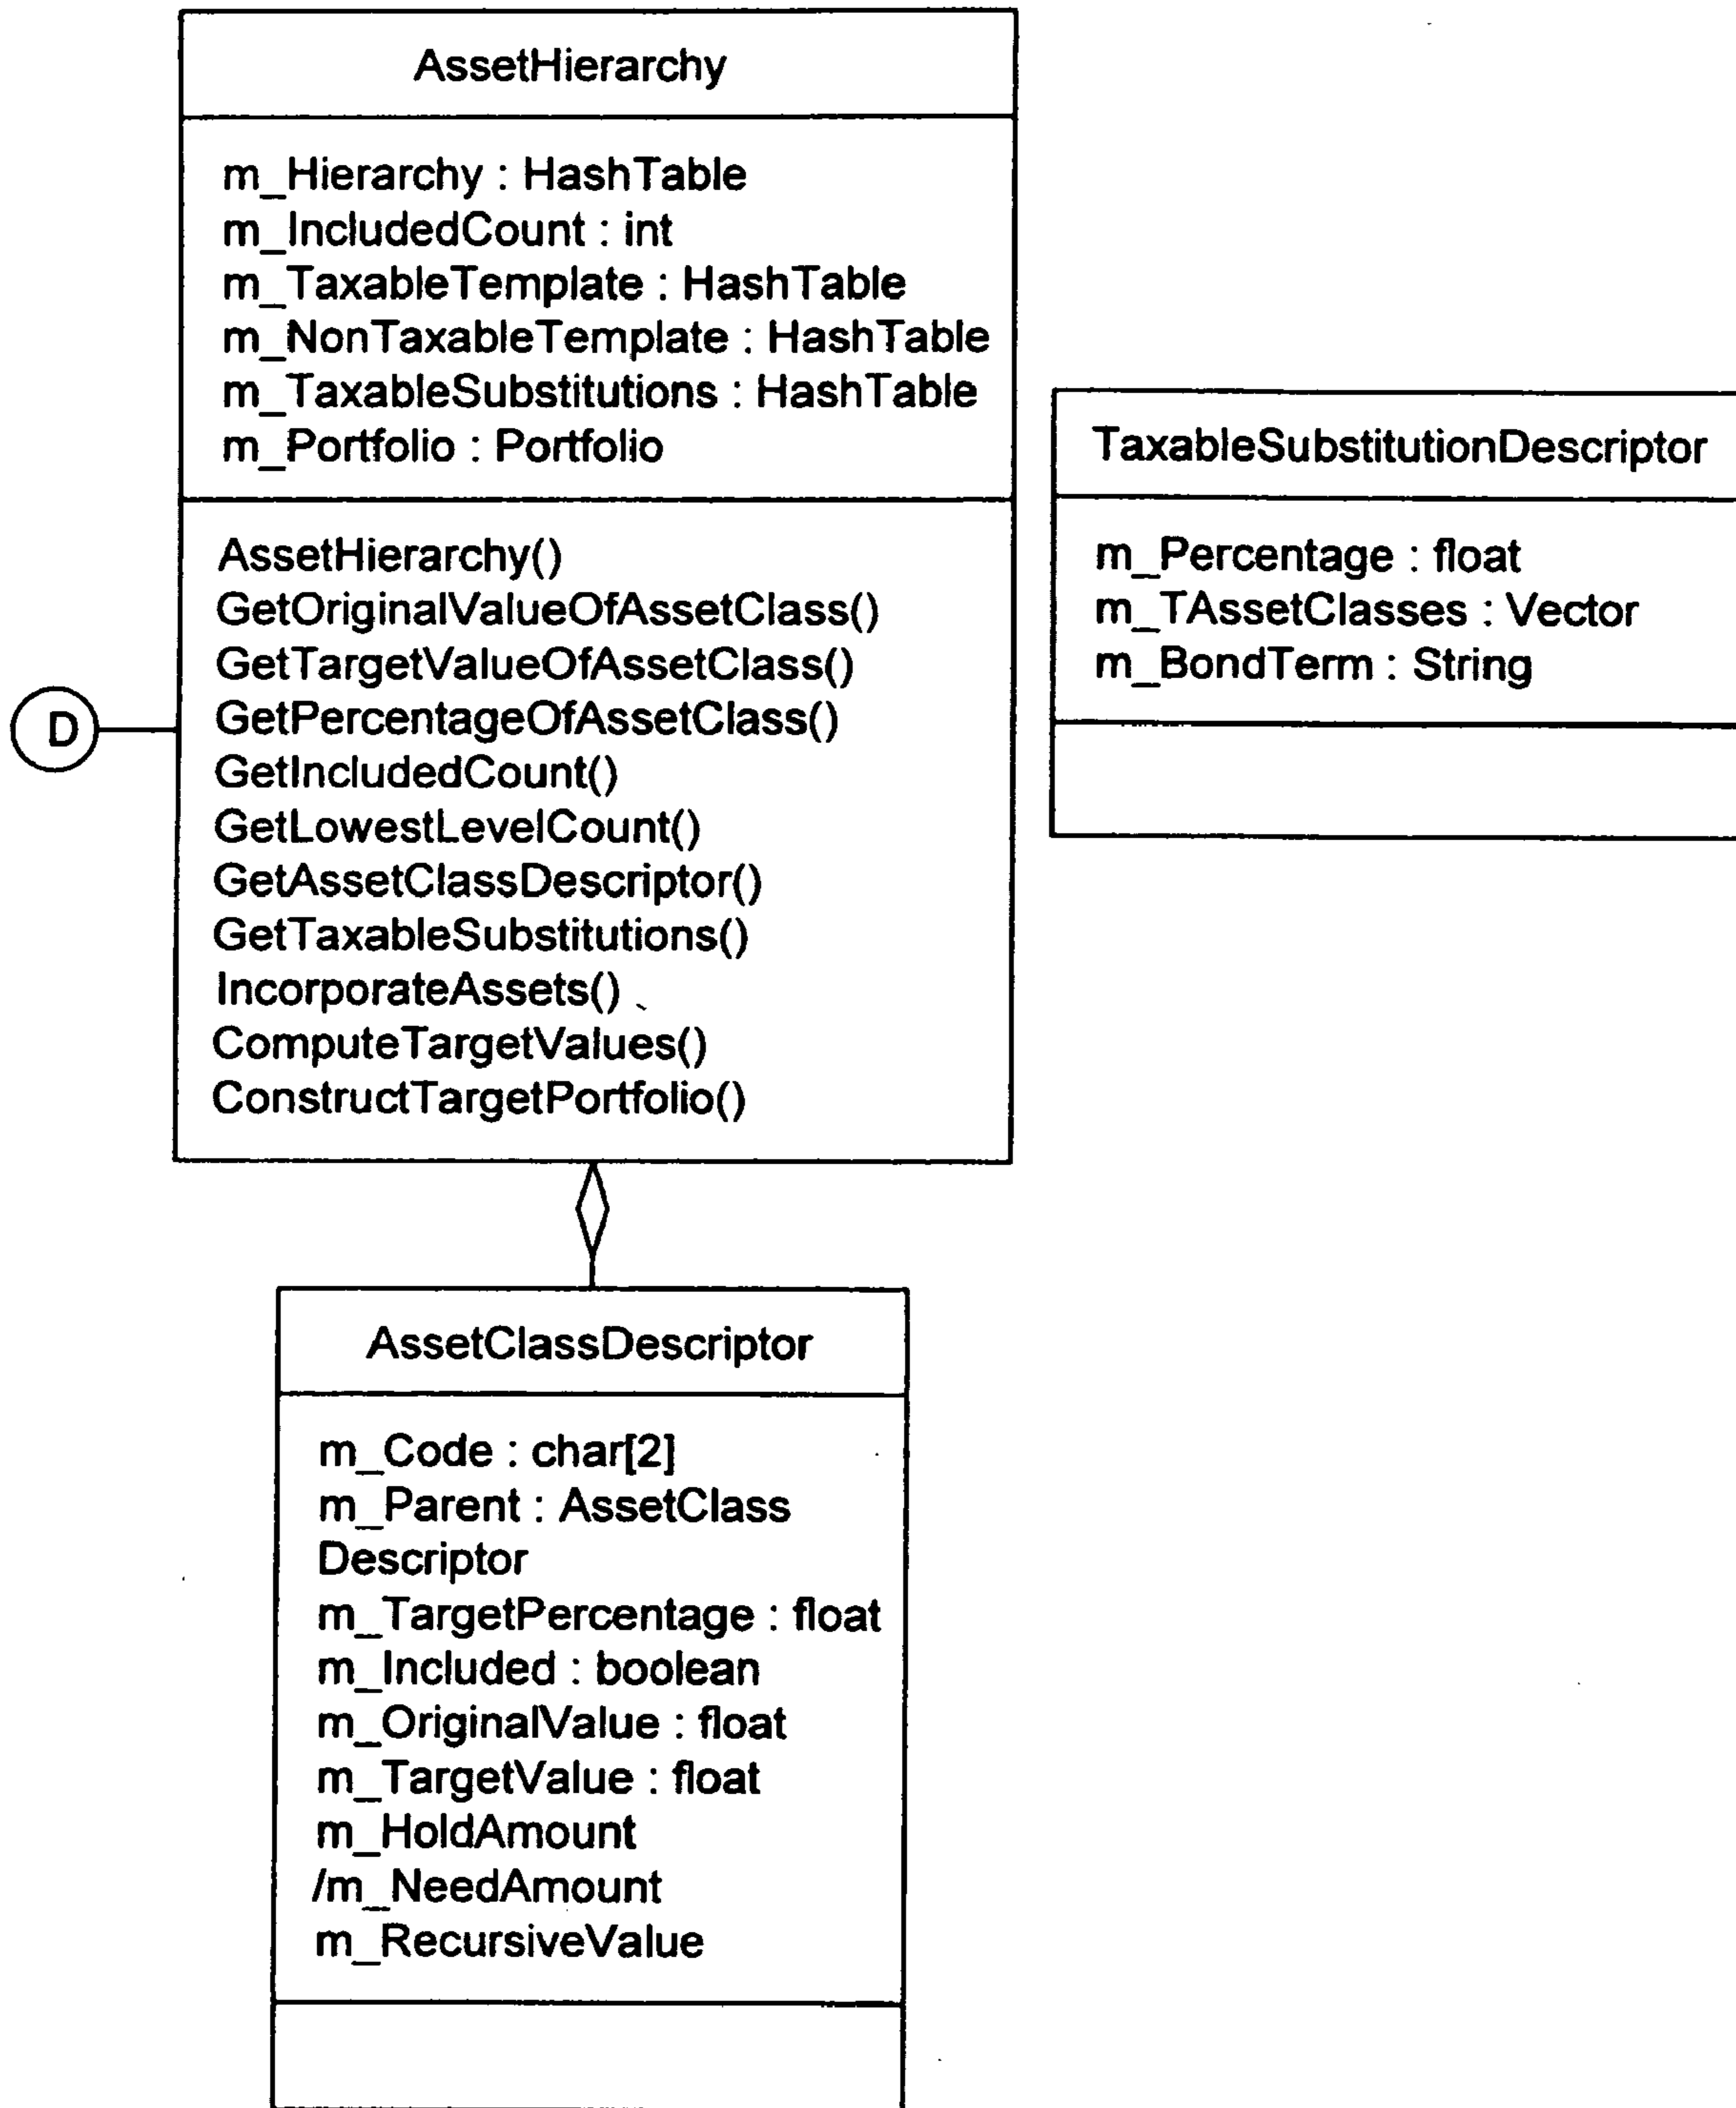 AssetHierarchy
m_Hierarchy : HashTable
m_IncludedCount : int
m_TaxableTemplate : HashTable
m_NonTaxableTemplate : HashTable
m_TaxableSubstitutions : HashTable
m_Portfolio : Portfolio
AssetHierarchy()
GetOriginalValueOfAssetClass()
GetTargetValueOfAssetClass()
GetPercentageOfAssetClass()
GetIncludedCount()
GetLowestLevelCount()
GetAssetClassDescriptor()
GetTaxableSubstitutions()
IncorporateAssets()
ComputeTargetValues()
ConstructTargetPortfolio()
D
TaxableSubstitutionDescriptor
m_Percentage : float
m_TAssetClasses : Vector
m_BondTerm : String
AssetClassDescriptor
m_Code : char[2]
m_Parent : AssetClass
Descriptor
m_TargetPercentage : float
m_Included : boolean
m_OriginalValue : float
m_TargetValue : float
m_HoldAmount
/m_NeedAmount
m_RecursiveValue